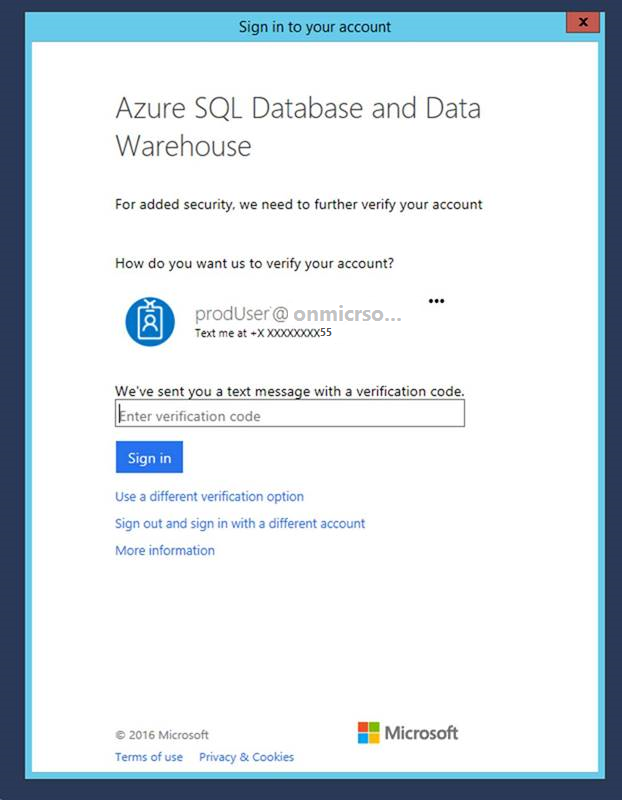 Sign in to your account
x
Azure SQL Database and Data
Warehouse
For added security, we need to further verify your account
How do you want us to verify your account?
prodUser@ onmicrso...
Text me at +X XXXXXXXX55
We've sent you a text message with a verification code.
Enter verification code
Sign in
Use a different verification option
Sign out and sign in with a different account
More information
© 2016 Microsoft
Microsoft
Terms of use Privacy & Cookies